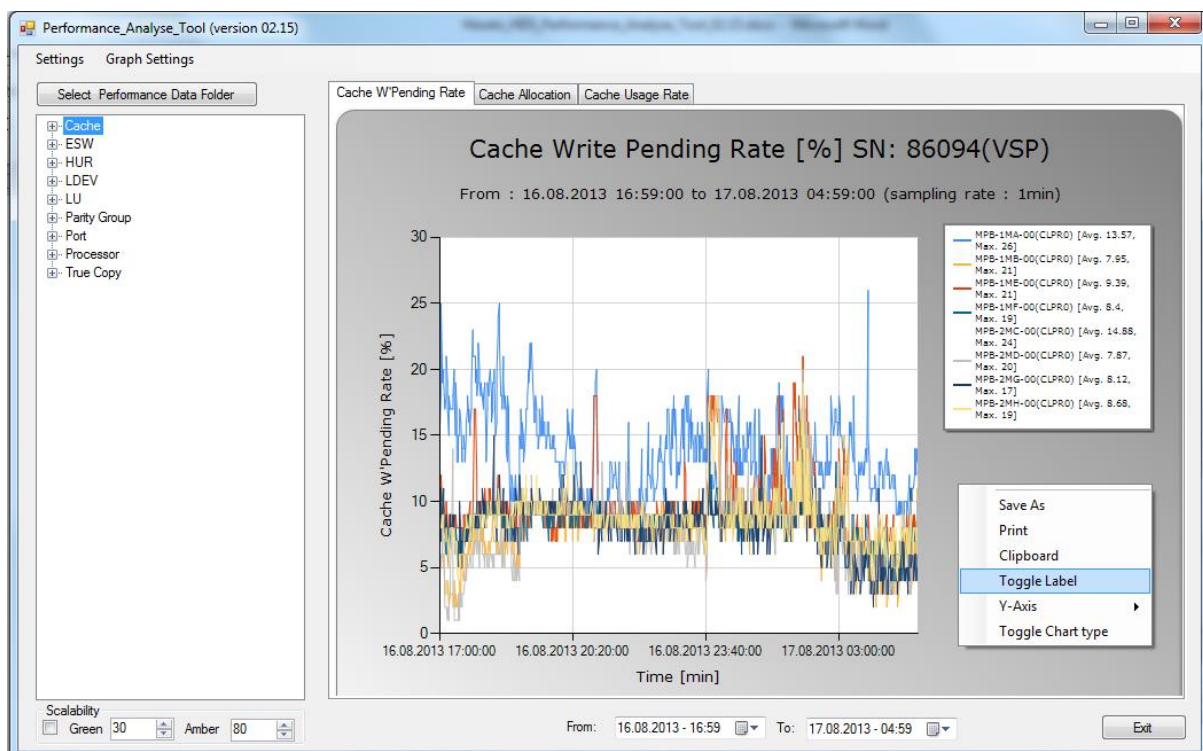 Performance_Analyse_Tool (version 02.15)
Settings Graph Settings
Select Performance Data Folder
Cache
ESW
HUR
LDEV
LU
Parity Group
Port
Processor
True Copy
Scalability
Green 30 Amber 80
Cache W'Pending Rate Cache Allocation Cache Usage Rate
Cache Write Pending Rate [%] SN: 86094(VSP)
From : 16.08.2013 16:59:00 to 17.08.2013 04:59:00 (sampling rate : 1min)
Cache W'Pending Rate [%]
30
25
20
15
10
5
0
16.08.2013 17:00:00 16.08.2013 20:20:00 16.08.2013 23:40:00 17.08.2013 03:00:00
Time [min]
MPB-1MA-00(CLPR0) [Avg. 13.57,
Max. 26]
MPB-1MB-00(CLPR0) [Avg. 7.95,
Max. 21]
MPB-1ME-00(CLPR0) [Avg. 9.39,
Max. 21]
MPB-1MF-00(CLPR0) [Avg. 8.4,
Max. 19]
MPB-2MC-00(CLPR0) [Avg. 14.88,
Max. 24]
MPB-2MD-00(CLPR0) [Avg. 7.87,
Max. 20]
MPB-2MG-00(CLPR0) [Avg. 8.12,
Max. 17]
MPB-2MH-00(CLPR0) [Avg. 8.68,
Max. 19]
Save As
Print
Clipboard
Toggle Label
Y-Axis
Toggle Chart type
From: 16.08.2013 - 16:59 To: 17.08.2013 - 04:59
Exit